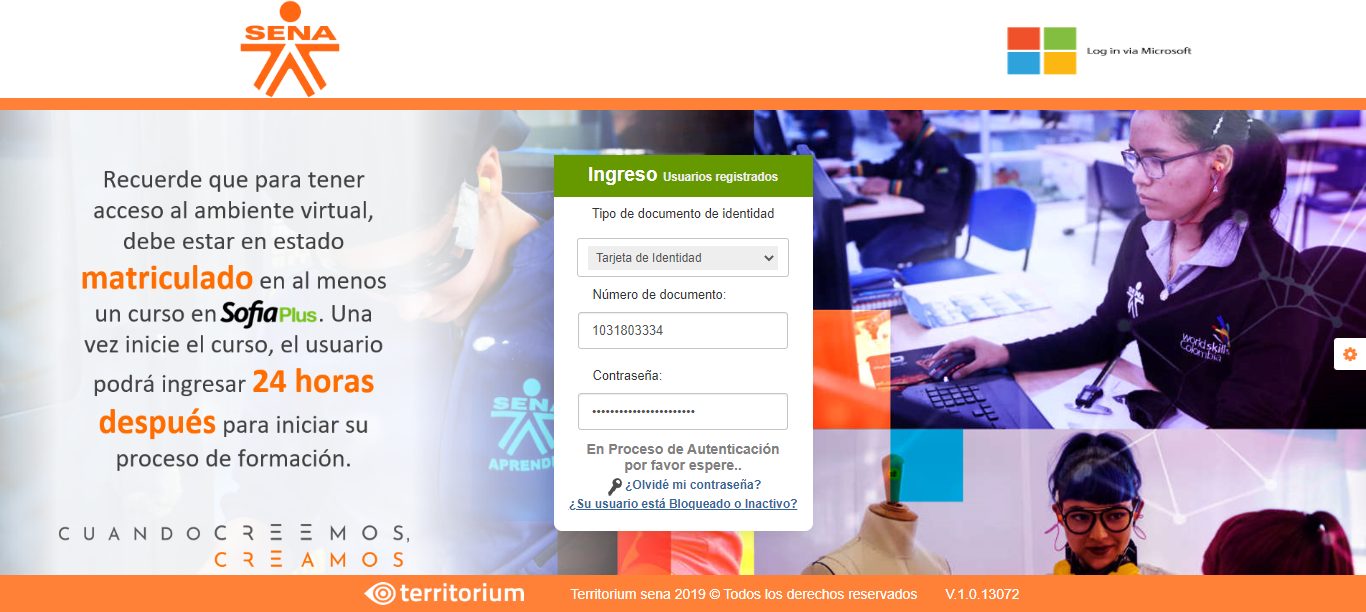 SENA
Log in via Microsoft
Recuerde que para tener
acceso al ambiente virtual,
debe estar en estado
matriculado en al menos
un curso en Sofia Plus. Una
vez inicie el curso, el usuario
podrá ingresar 24 horas
después para iniciar su
proceso de formación.
CUANDO CREEMOS,
CREAMOS
SENA
APREND
Ingreso Usuarios registrados
Tipo de documento de identidad
Tarjeta de Identidad
Número de documento:
1031803334
Contraseña:
•••••••••••••••••••••••
En Proceso de Autenticación
por favor espere..
¿Olvidé mi contraseña?
¿Su usuario está Bloqueado o Inactivo?
SENA
worldskills
Colombia
territorium
Territorium sena 2019 © Todos los derechos reservados
V.1.0.13072